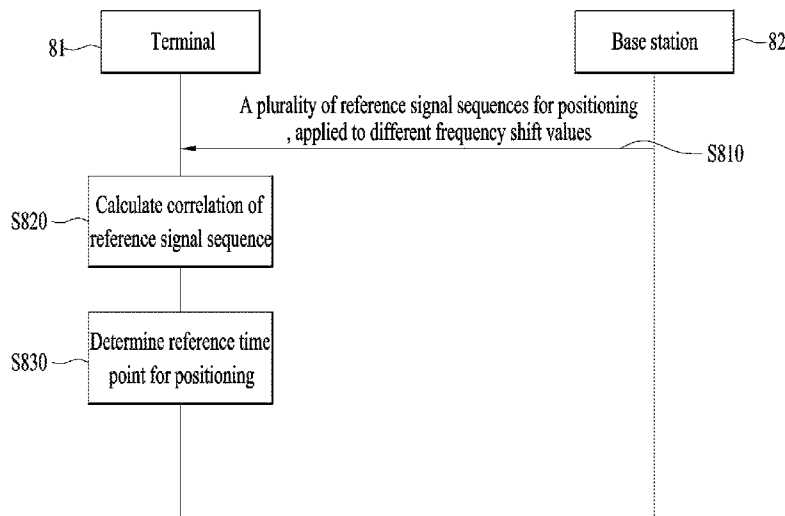 81
Terminal
Base station
82
A plurality of reference signal sequences for positioning
, applied to different frequency shift values
S810
S820
Calculate correlation of
reference signal sequence
S830
Determine reference time
point for positioning